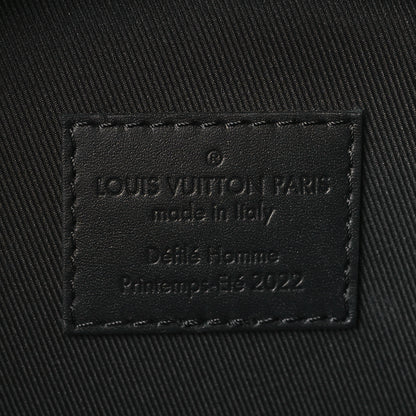 ®
LOUIS VUITTON PARIS
made in Italy
Défilé Homme
Printemps-Été 2022